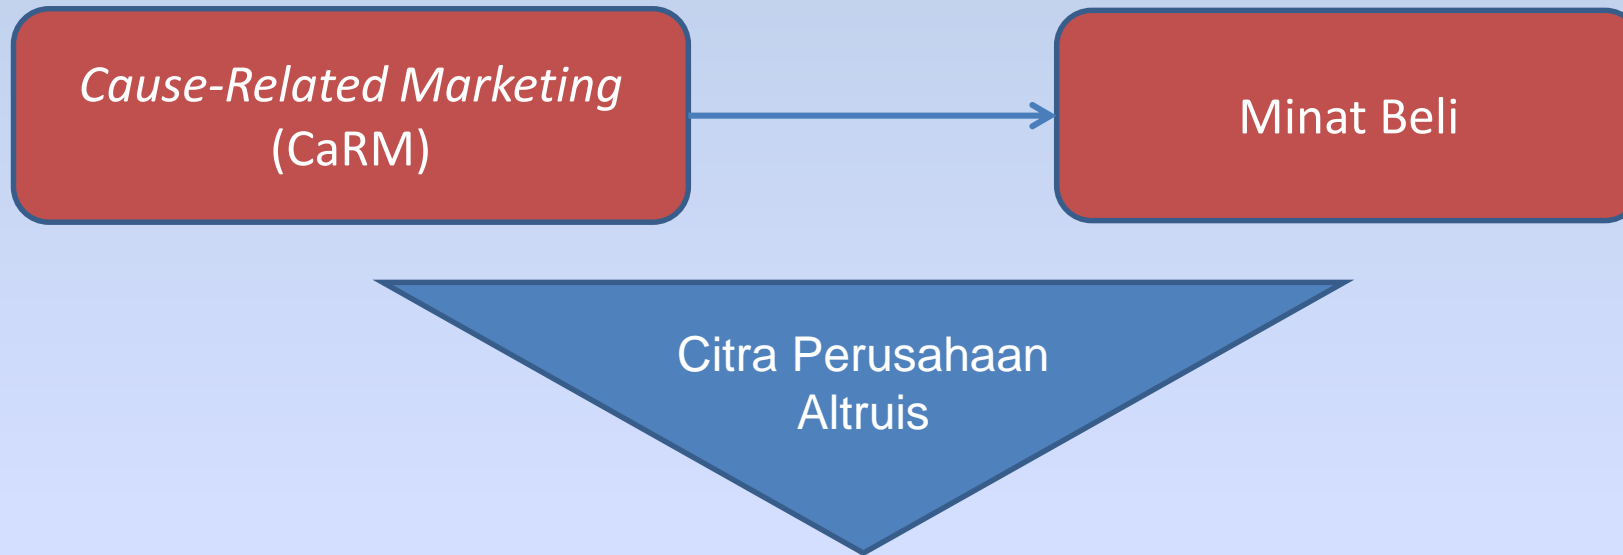 Cause-Related Marketing
(CaRM)
Minat Beli
Citra Perusahaan
Altruis